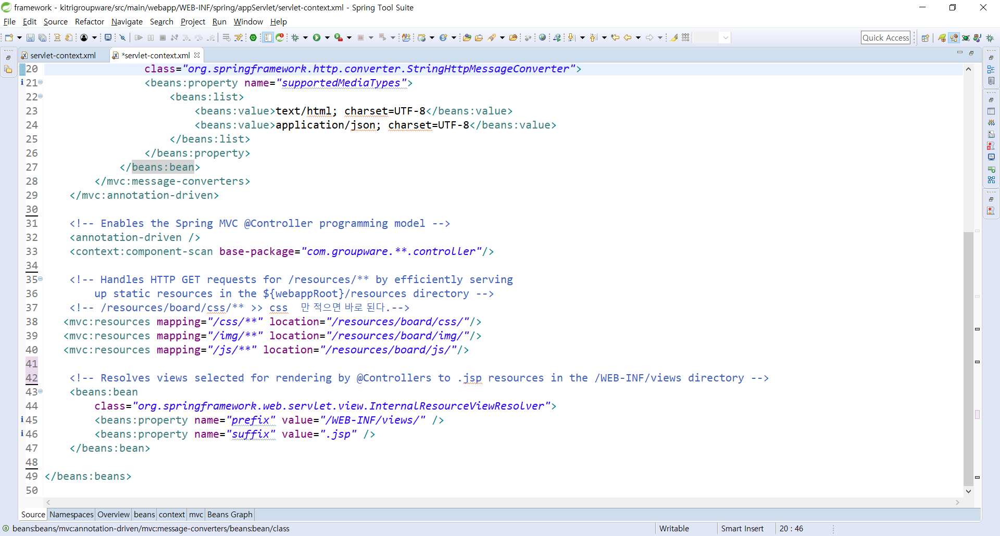 framework - kitrigroupware/src/main/webapp/WEB-INF/spring/appServlet/servlet-context.xml - Spring Tool Suite
File Edit Source Refactor Navigate Search Project Run Window Help
Quick Access
servlet-context.xml *servlet-context.xml
20 class="org.springframework.http.converter.StringHttpMessageConverter">
21 <beans:property name="supportedMediaTypes">
22 <beans:list>
23 <beans:value>text/html; charset=UTF-8</beans:value>
24 <beans:value>application/json; charset=UTF-8</beans:value>
25 </beans:list>
26 </beans:property>
27 </beans:bean>
28 </mvc:message-converters>
29 </mvc:annotation-driven>
30
31 <!-- Enables the Spring MVC @Controller programming model -->
32 <annotation-driven />
33 <context:component-scan base-package="com.groupware.**.controller"/>
34
35 <!-- Handles HTTP GET requests for /resources/** by efficiently serving
36 up static resources in the ${webappRoot}/resources directory -->
37 <!-- /resources/board/css/** >> css 만 적으면 바로 된다.-->
38 <mvc:resources mapping="/css/**" location="/resources/board/css/"/>
39 <mvc:resources mapping="/img/**" location="/resources/board/img/"/>
40 <mvc:resources mapping="/js/**" location="/resources/board/js/"/>
41
42 <!-- Resolves views selected for rendering by @Controllers to .jsp resources in the /WEB-INF/views directory -->
43 <beans:bean
44 class="org.springframework.web.servlet.view.InternalResourceViewResolver">
45 <beans:property name="prefix" value="/WEB-INF/views/" />
46 <beans:property name="suffix" value=".jsp" />
47 </beans:bean>
48
49 </beans:beans>
50
Source Namespaces Overview beans context mvc Beans Graph
beans:beans/mvc:annotation-driven/mvc:message-converters/beans:bean/class Writable Smart Insert 20 : 46